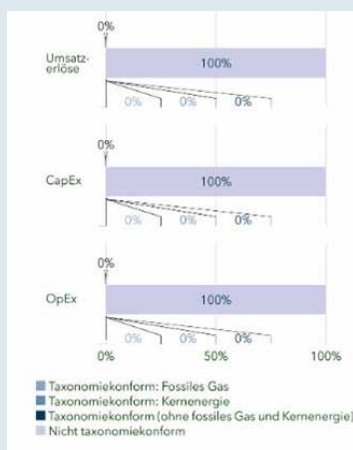 0%
Umsatz-
erlöse
100%
0% 0% 0%
0%
CapEx
100%
0% 0% 0%
0%
OpEx
100%
0% 0% 0%
0% 50% 100%
Taxonomiekonform: Fossiles Gas
Taxonomiekonform: Kernenergie
Taxonomiekonform (ohne fossiles Gas und Kernenergie)
Nicht taxonomiekonform